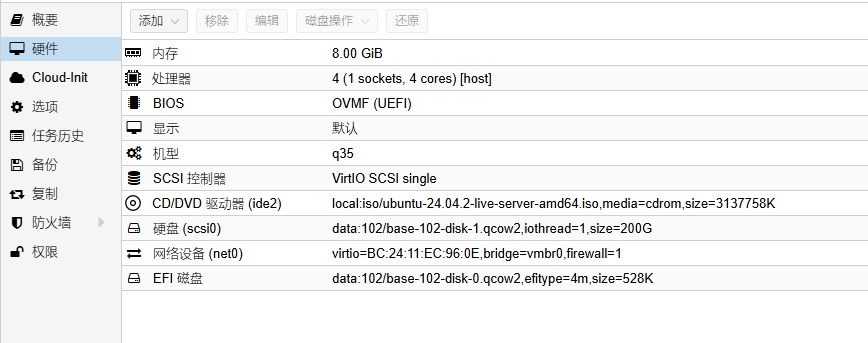 概要
硬件
Cloud-Init
选项
任务历史
备份
复制
防火墙
权限
添加 移除 编辑 磁盘操作 还原
内存 8.00 GiB
处理器 4 (1 sockets, 4 cores) [host]
BIOS OVMF (UEFI)
显示 默认
机型 q35
SCSI 控制器 VirtIO SCSI single
CD/DVD 驱动器 (ide2) local:iso/ubuntu-24.04.2-live-server-amd64.iso,media=cdrom,size=3137758K
硬盘 (scsi0) data:102/base-102-disk-1.qcow2,iothread=1,size=200G
网络设备 (net0) virtio=BC:24:11:EC:96:0E,bridge=vmbr0,firewall=1
EFI 磁盘 data:102/base-102-disk-0.qcow2,efitype=4m,size=528K